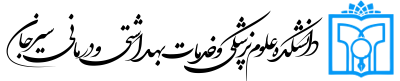 دانشکده علوم پزشکی و خدمات بهداشتی و درمانی سیرجان